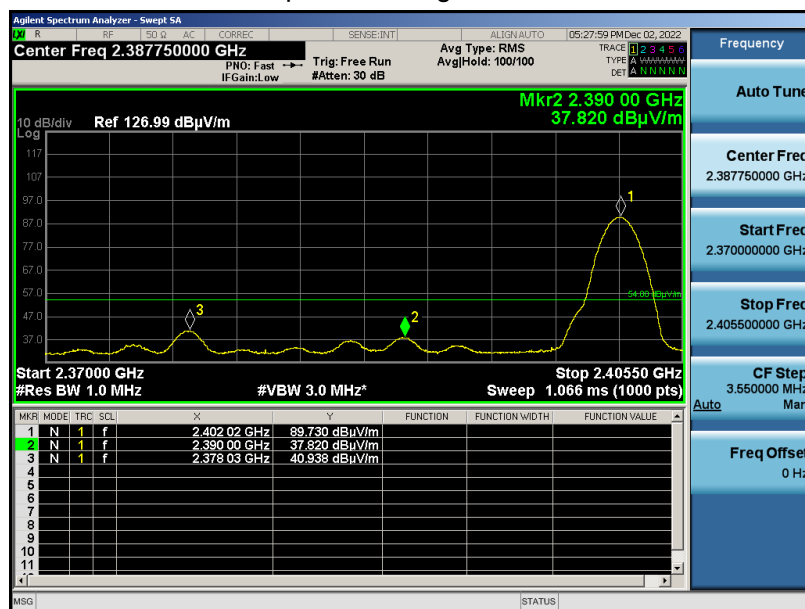 Agilent Spectrum Analyzer - Swept SA
LXI R RF 50 Ω AC CORREC SENSE:INT ALIGN AUTO 05:27:59 PM Dec 02, 2022
Center Freq 2.387750000 GHz
PNO: Fast
IFGain:Low
Trig: Free Run
#Atten: 30 dB
Avg Type: RMS
Avg|Hold: 100/100
TRACE 1 2 3 4 5 6
TYPE A
DET A N N N N N
Mkr2 2.390 00 GHz
37.820 dBµV/m
10 dB/div Ref 126.99 dBµV/m
Log
117
107
97.0
87.0
77.0
67.0
57.0
47.0
37.0
1
2
3
54.00 dBµV/m
Start 2.37000 GHz Stop 2.40550 GHz
#Res BW 1.0 MHz #VBW 3.0 MHz* Sweep 1.066 ms (1000 pts)
MKR MODE TRC SCL X Y FUNCTION FUNCTION WIDTH FUNCTION VALUE
1 N 1 f 2.402 02 GHz 89.730 dBµV/m
2 N 1 f 2.390 00 GHz 37.820 dBµV/m
3 N 1 f 2.378 03 GHz 40.938 dBµV/m
4
5
6
7
8
9
10
11
MSG STATUS
Frequency
Auto Tune
Center Freq
2.387750000 GHz
Start Freq
2.370000000 GHz
Stop Freq
2.405500000 GHz
CF Step
3.550000 MHz
Auto Man
Freq Offset
0 Hz